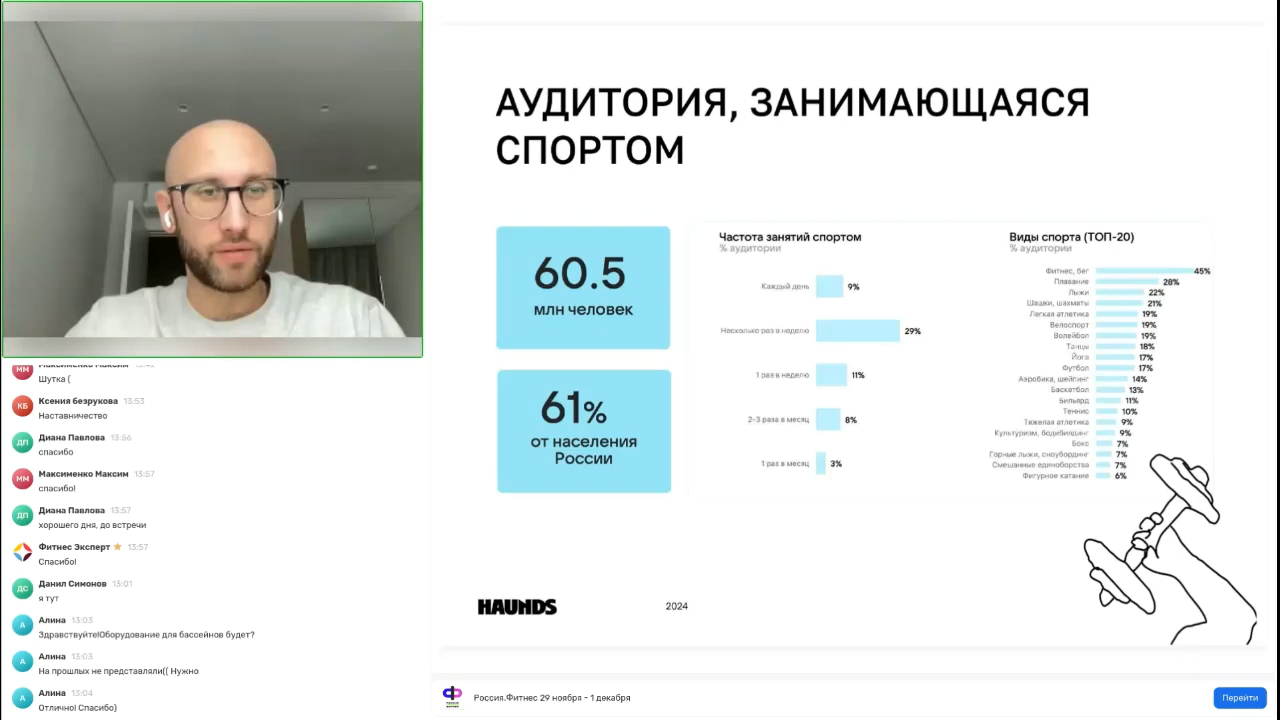 АУДИТОРИЯ, ЗАНИМАЮЩАЯСЯ
СПОРТОМ
60.5
млн человек
61%
от населения
России
Частота занятий спортом
% аудитории
Каждый день 9%
Несколько раз в неделю 29%
1 раз в неделю 11%
2-3 раза в месяц 8%
1 раз в месяц 3%
Виды спорта (ТОП-20)
% аудитории
Фитнес, бег 45%
Плавание 28%
Лыжи 22%
Шашки, шахматы 21%
Легкая атлетика 19%
Велоспорт 19%
Волейбол 19%
Танцы 18%
Йога 17%
Футбол 17%
Аэробика, шейпинг 14%
Баскетбол 13%
Бильярд 11%
Теннис 10%
Тяжелая атлетика 9%
Культуризм, бодибилдинг 9%
Бокс 7%
Горные лыжи, сноубординг 7%
Смешанные единоборства 7%
Фигурное катание 6%
HAUNDS
2024
ММ Максименко Максим
Шутка (
КБ Ксения безрукова 13:53
Наставничество
ДП Диана Павлова 13:56
спасибо
ММ Максименко Максим 13:57
спасибо!
ДП Диана Павлова 13:57
хорошего дня, до встречи
Фитнес Эксперт 13:57
Спасибо!
ДС Данил Симонов 13:01
я тут
А Алина 13:03
Здравствуйте!Оборудование для бассейнов будет?
А Алина 13:03
На прошлых не представляли(( Нужно
А Алина 13:04
Отлично! Спасибо)
Россия.Фитнес 29 ноября - 1 декабря
Перейти